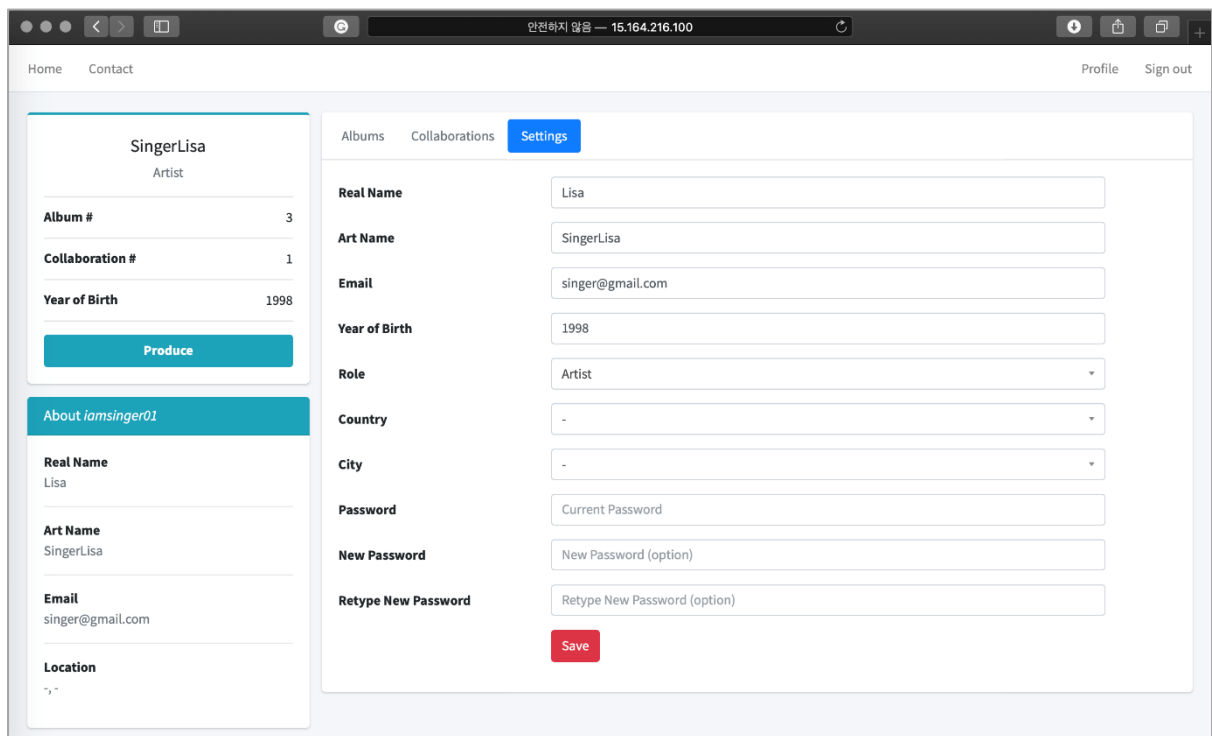 안전하지 않음 — 15.164.216.100
Home Contact Profile Sign out
SingerLisa
Artist
Album # 3
Collaboration # 1
Year of Birth 1998
Produce
About iamsinger01
Real Name
Lisa
Art Name
SingerLisa
Email
singer@gmail.com
Location
-, -
Albums Collaborations Settings
Real Name Lisa
Art Name SingerLisa
Email singer@gmail.com
Year of Birth 1998
Role Artist
Country -
City -
Password Current Password
New Password New Password (option)
Retype New Password Retype New Password (option)
Save